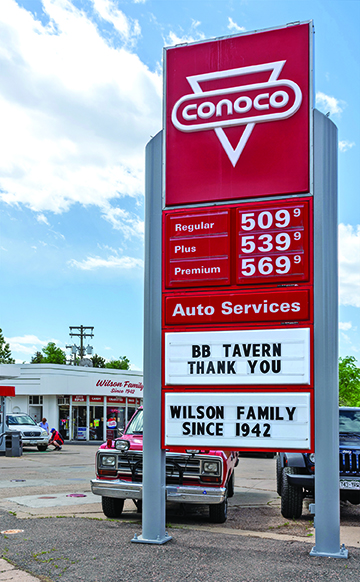 CONOCO
Regular 509 9
Plus 539 9
Premium 569 9
Auto Services
BB TAVERN
THANK YOU
WILSON FAMILY
SINCE 1942
Wilson Family
Since 1942